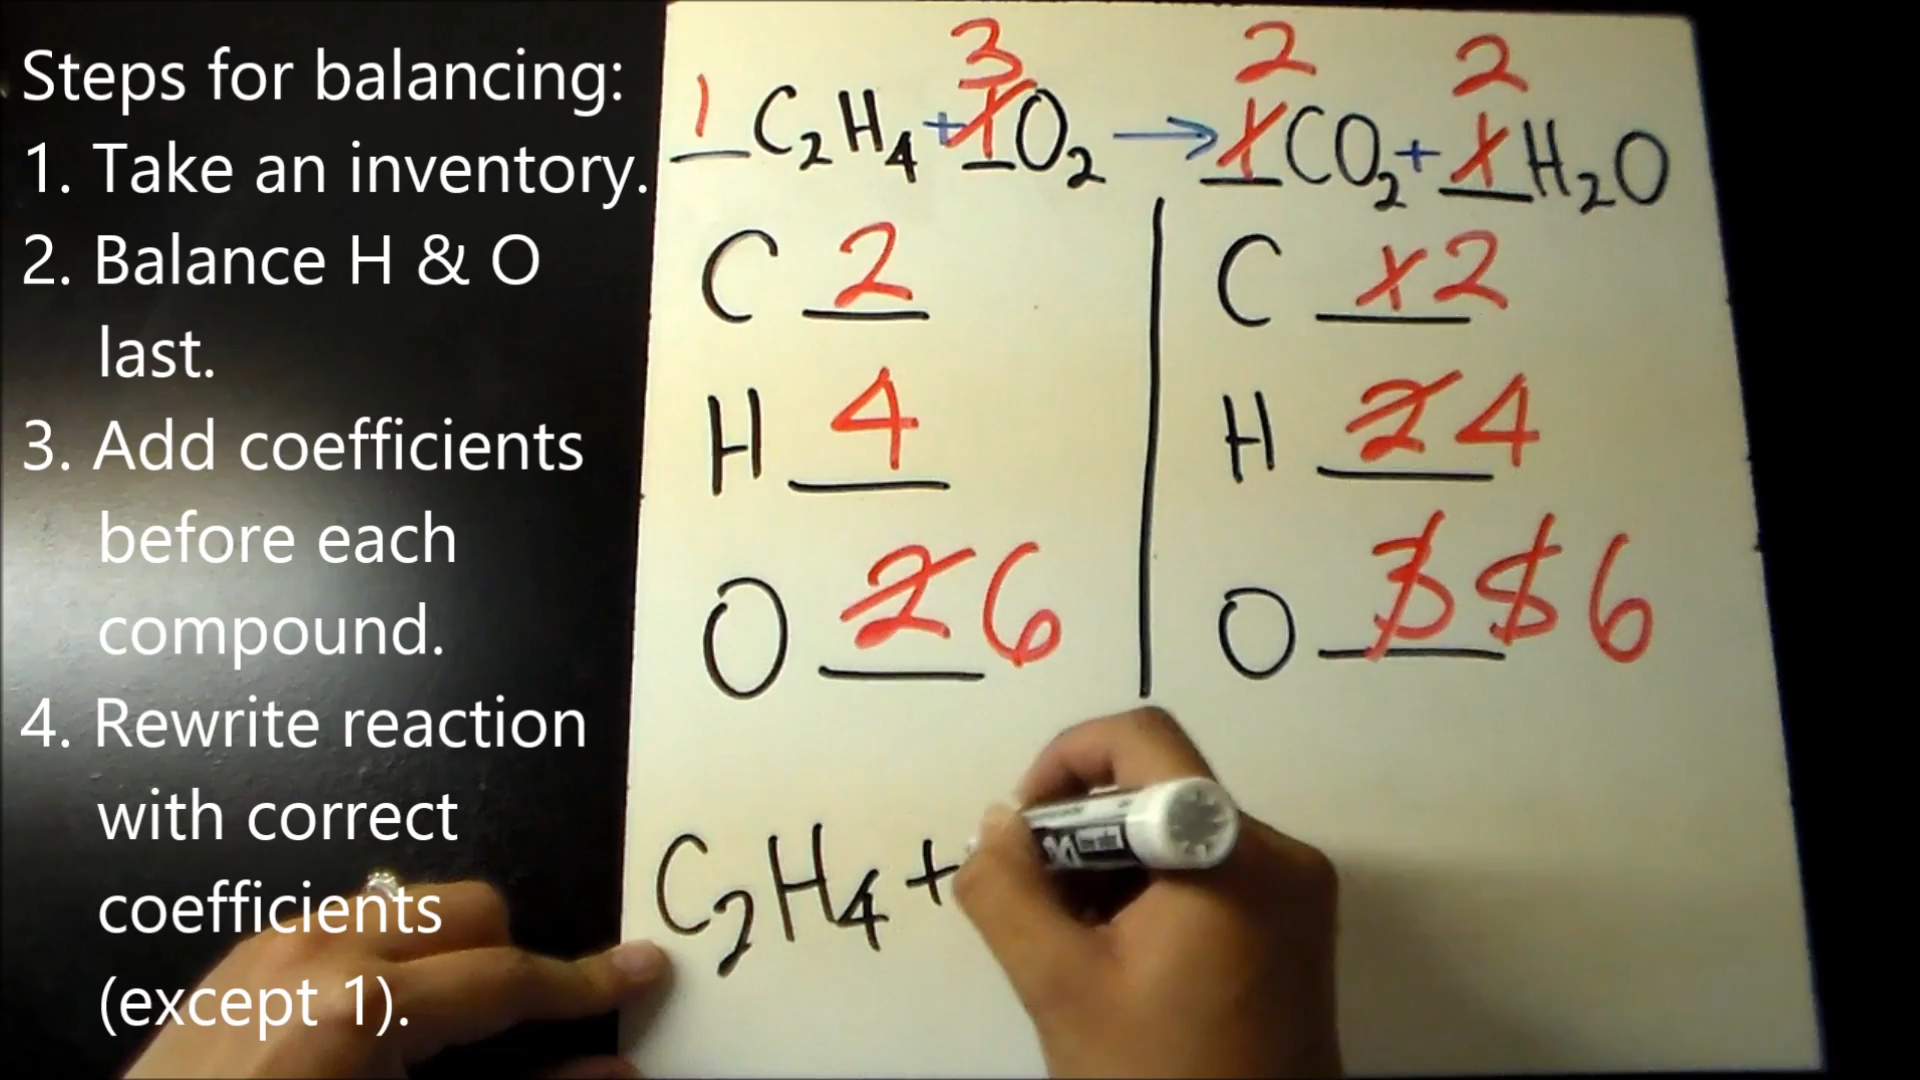 Steps for balancing:
1. Take an inventory.
2. Balance H & O
last.
3. Add coefficients
before each
compound.
4. Rewrite reaction
with correct
coefficients
(except 1).
3 2 2
1 C₂H₄ + 1 O₂ → 1 CO₂ + 1 H₂O
C 2
H 4
O 2 6
C 1 2
H 2 4
O 3 5 6
C₂H₄ +